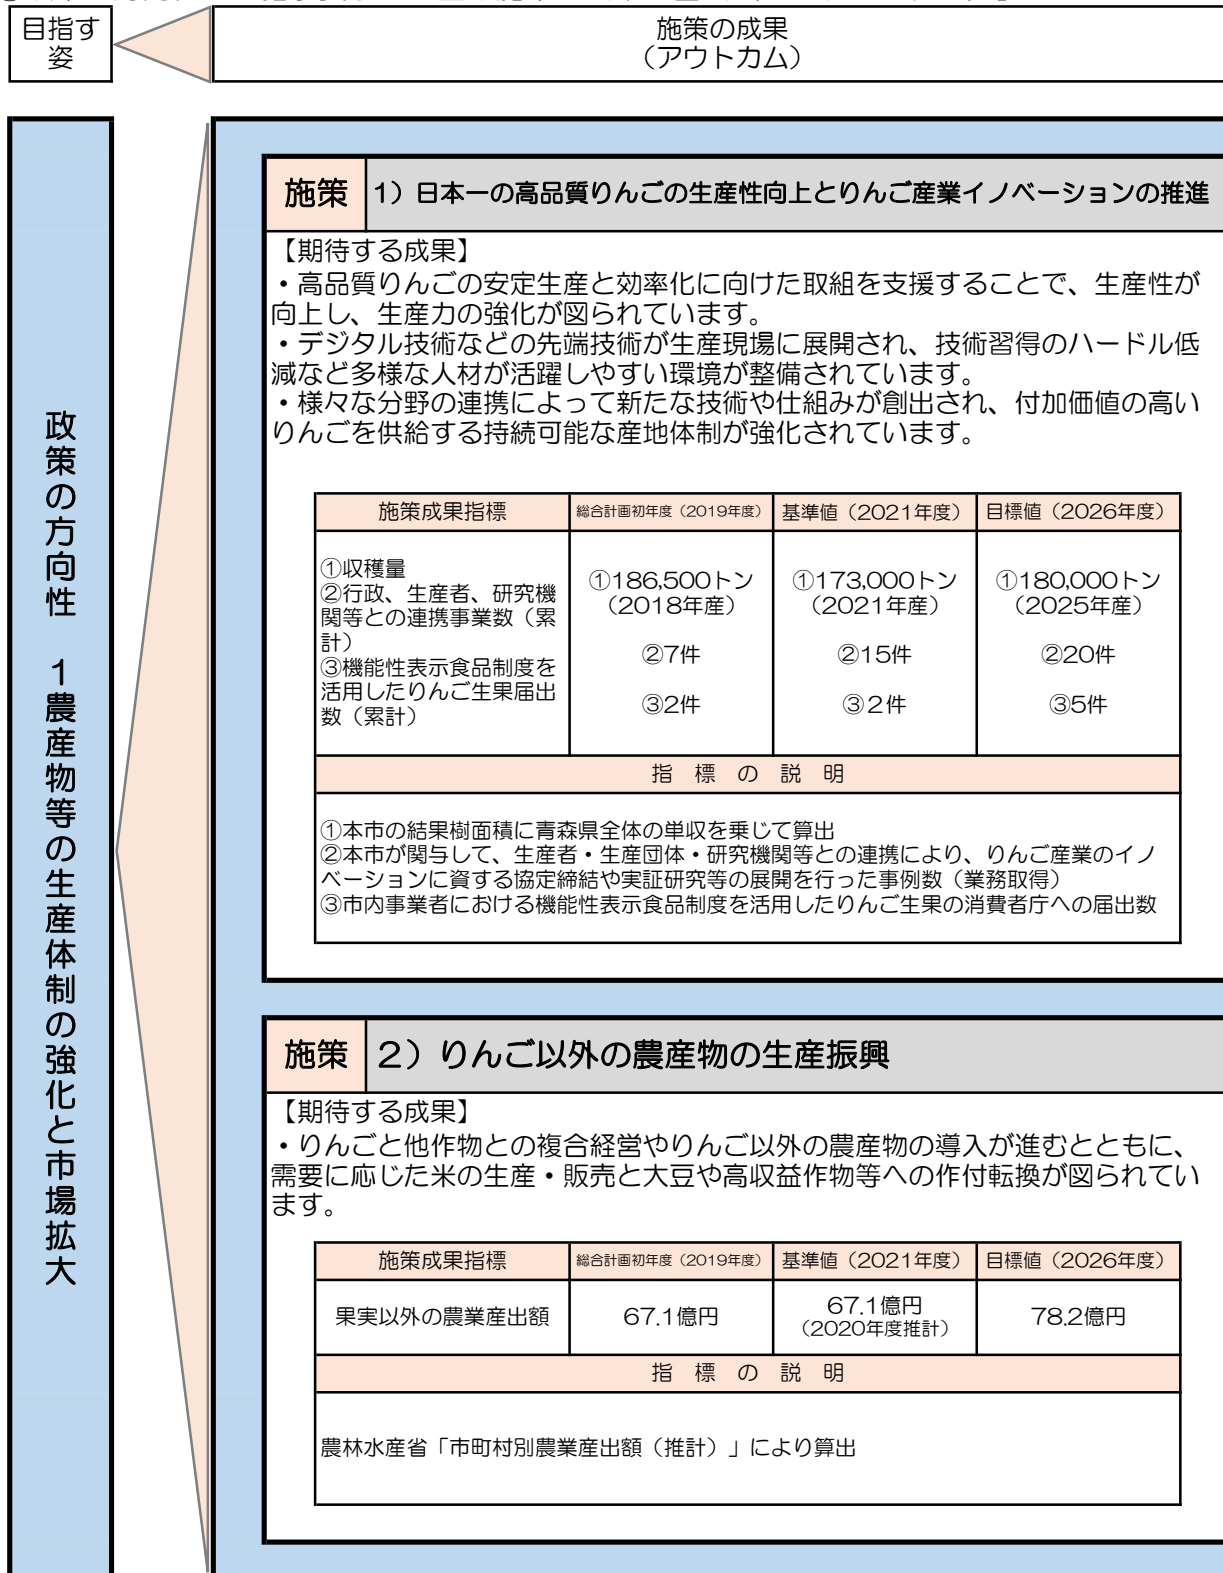 目指す
姿
施策の成果
（アウトカム）
政策の方向性　1農産物等の生産体制の強化と市場拡大
施策
1）日本一の高品質りんごの生産性向上とりんご産業イノベーションの推進
【期待する成果】
・高品質りんごの安定生産と効率化に向けた取組を支援することで、生産性が
向上し、生産力の強化が図られています。
・デジタル技術などの先端技術が生産現場に展開され、技術習得のハードル低
減など多様な人材が活躍しやすい環境が整備されています。
・様々な分野の連携によって新たな技術や仕組みが創出され、付加価値の高い
りんごを供給する持続可能な産地体制が強化されています。
施策成果指標
総合計画初年度（2019年度）
基準値（2021年度）
目標値（2026年度）
①収穫量
②行政、生産者、研究機
関等との連携事業数（累
計）
③機能性表示食品制度を
活用したりんご生果届出
数（累計）
①186,500トン
（2018年産）
②7件
③2件
①173,000トン
（2021年産）
②15件
③２件
①180,000トン
（2025年産）
②20件
③5件
指　標　の　説　明
①本市の結果樹面積に青森県全体の単収を乗じて算出
②本市が関与して、生産者・生産団体・研究機関等との連携により、りんご産業のイノ
ベーションに資する協定締結や実証研究等の展開を行った事例数（業務取得）
③市内事業者における機能性表示食品制度を活用したりんご生果の消費者庁への届出数
施策
2）りんご以外の農産物の生産振興
【期待する成果】
・りんごと他作物との複合経営やりんご以外の農産物の導入が進むとともに、
需要に応じた米の生産・販売と大豆や高収益作物等への作付転換が図られてい
ます。
施策成果指標
総合計画初年度（2019年度）
基準値（2021年度）
目標値（2026年度）
果実以外の農業産出額
67.1億円
67.1億円
（2020年度推計）
78.2億円
指　標　の　説　明
農林水産省「市町村別農業産出額（推計）」により算出